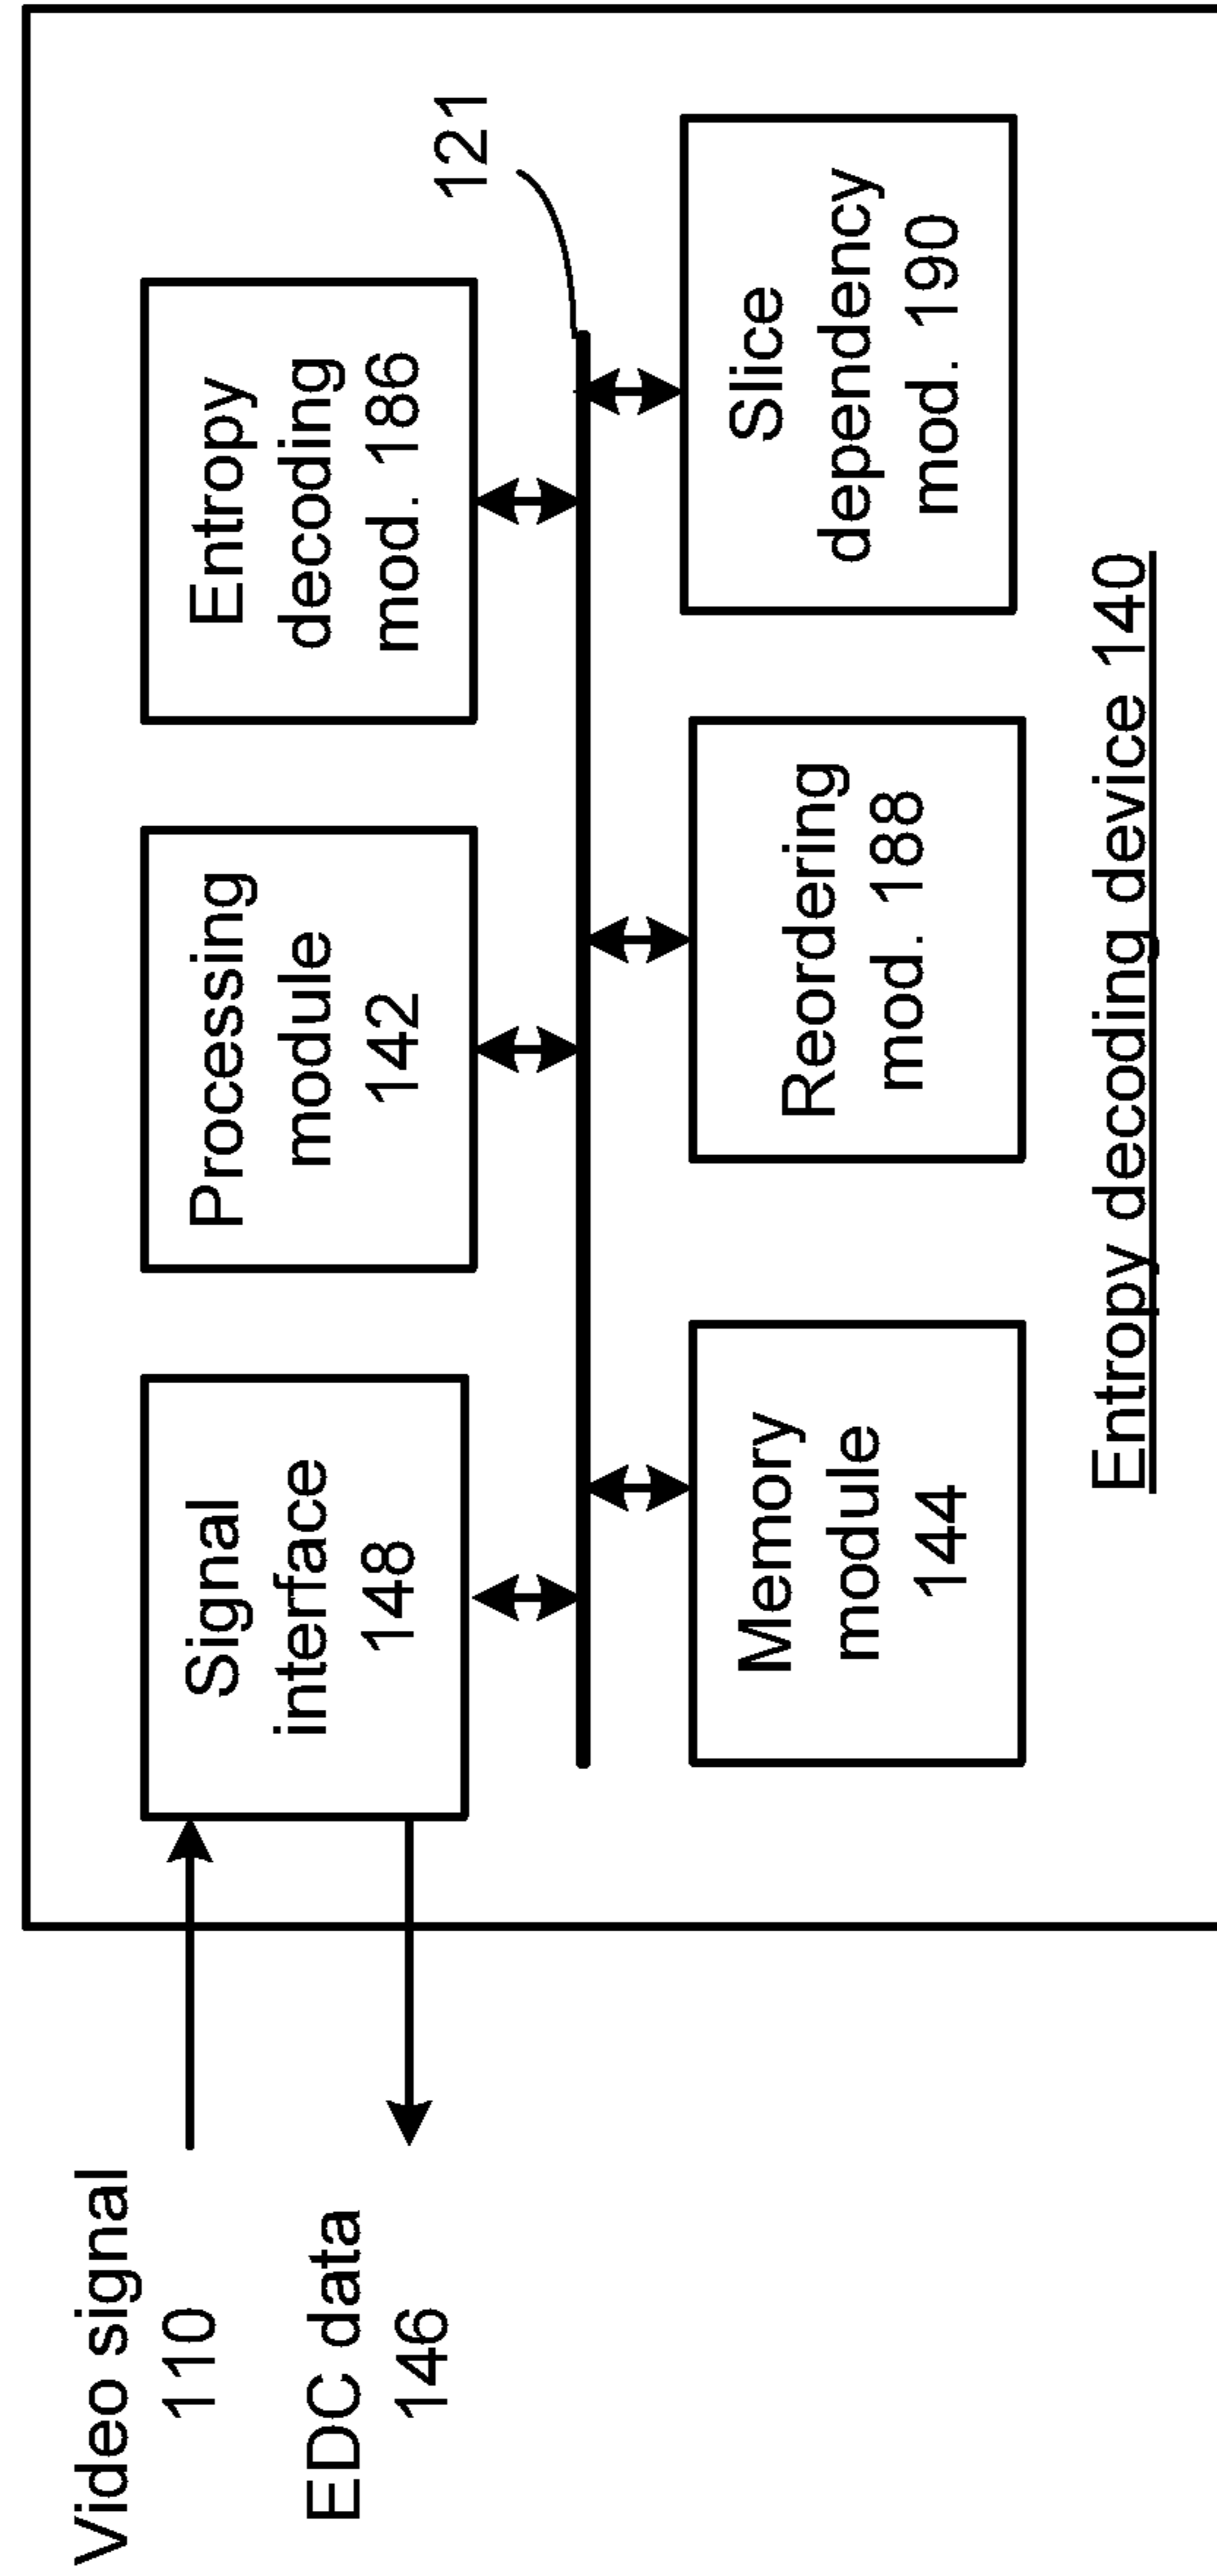 Video signal
110
EDC data
146
Signal
interface
148
Processing
module
142
Entropy
decoding
mod. 186
121
Memory
module
144
Reordering
mod. 188
Slice
dependency
mod. 190
Entropy decoding device 140